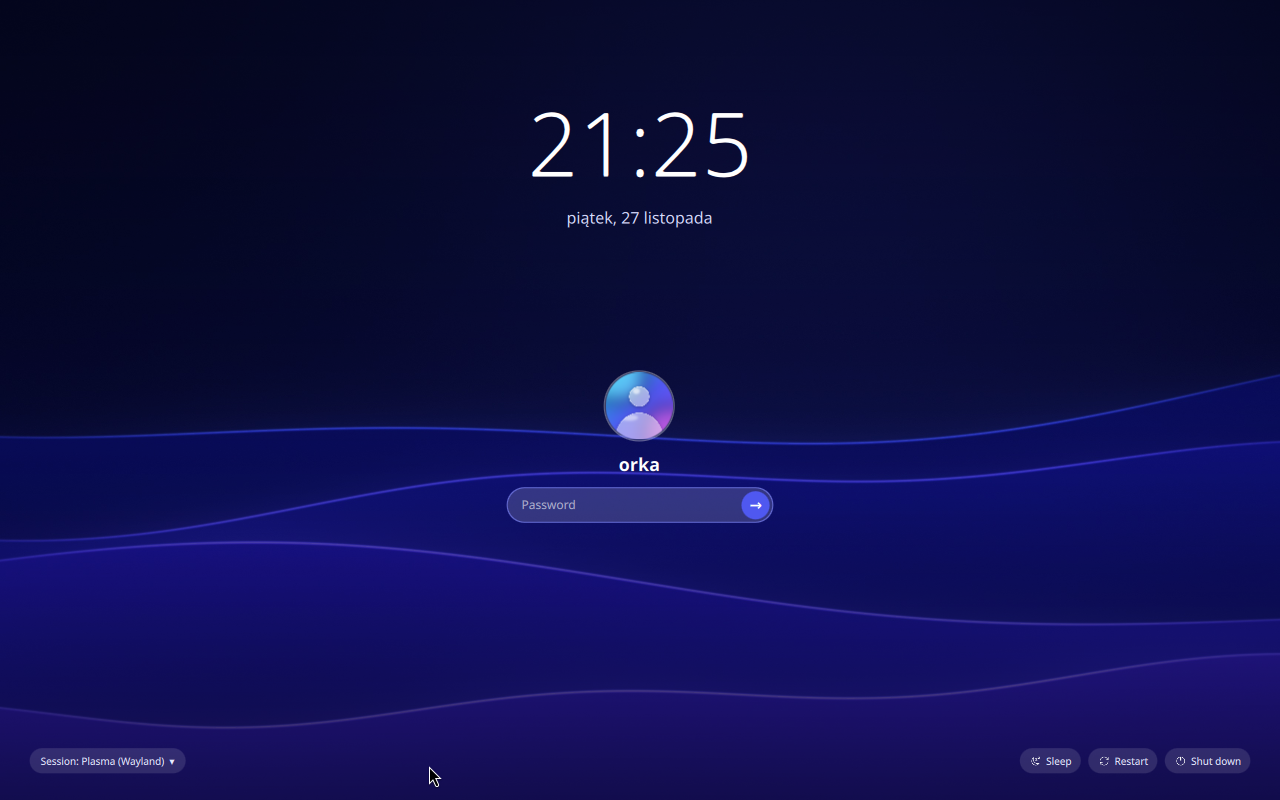 21:25
piątek, 27 listopada
orka
Password
Session: Plasma (Wayland)
Sleep
Restart
Shut down